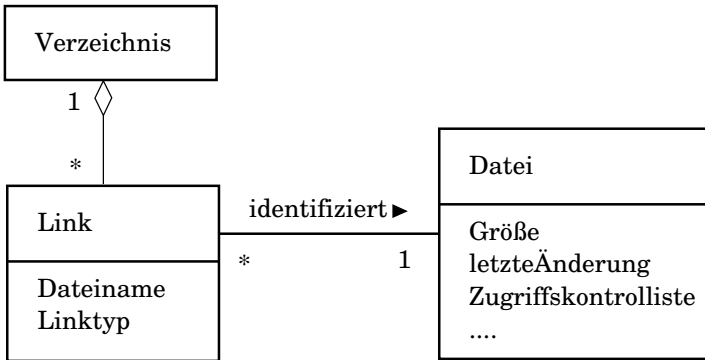 Verzeichnis
1
*
Link
Dateiname
Linktyp
identifiziert ►
*
1
Datei
Größe
letzteÄnderung
Zugriffskontrolliste
....